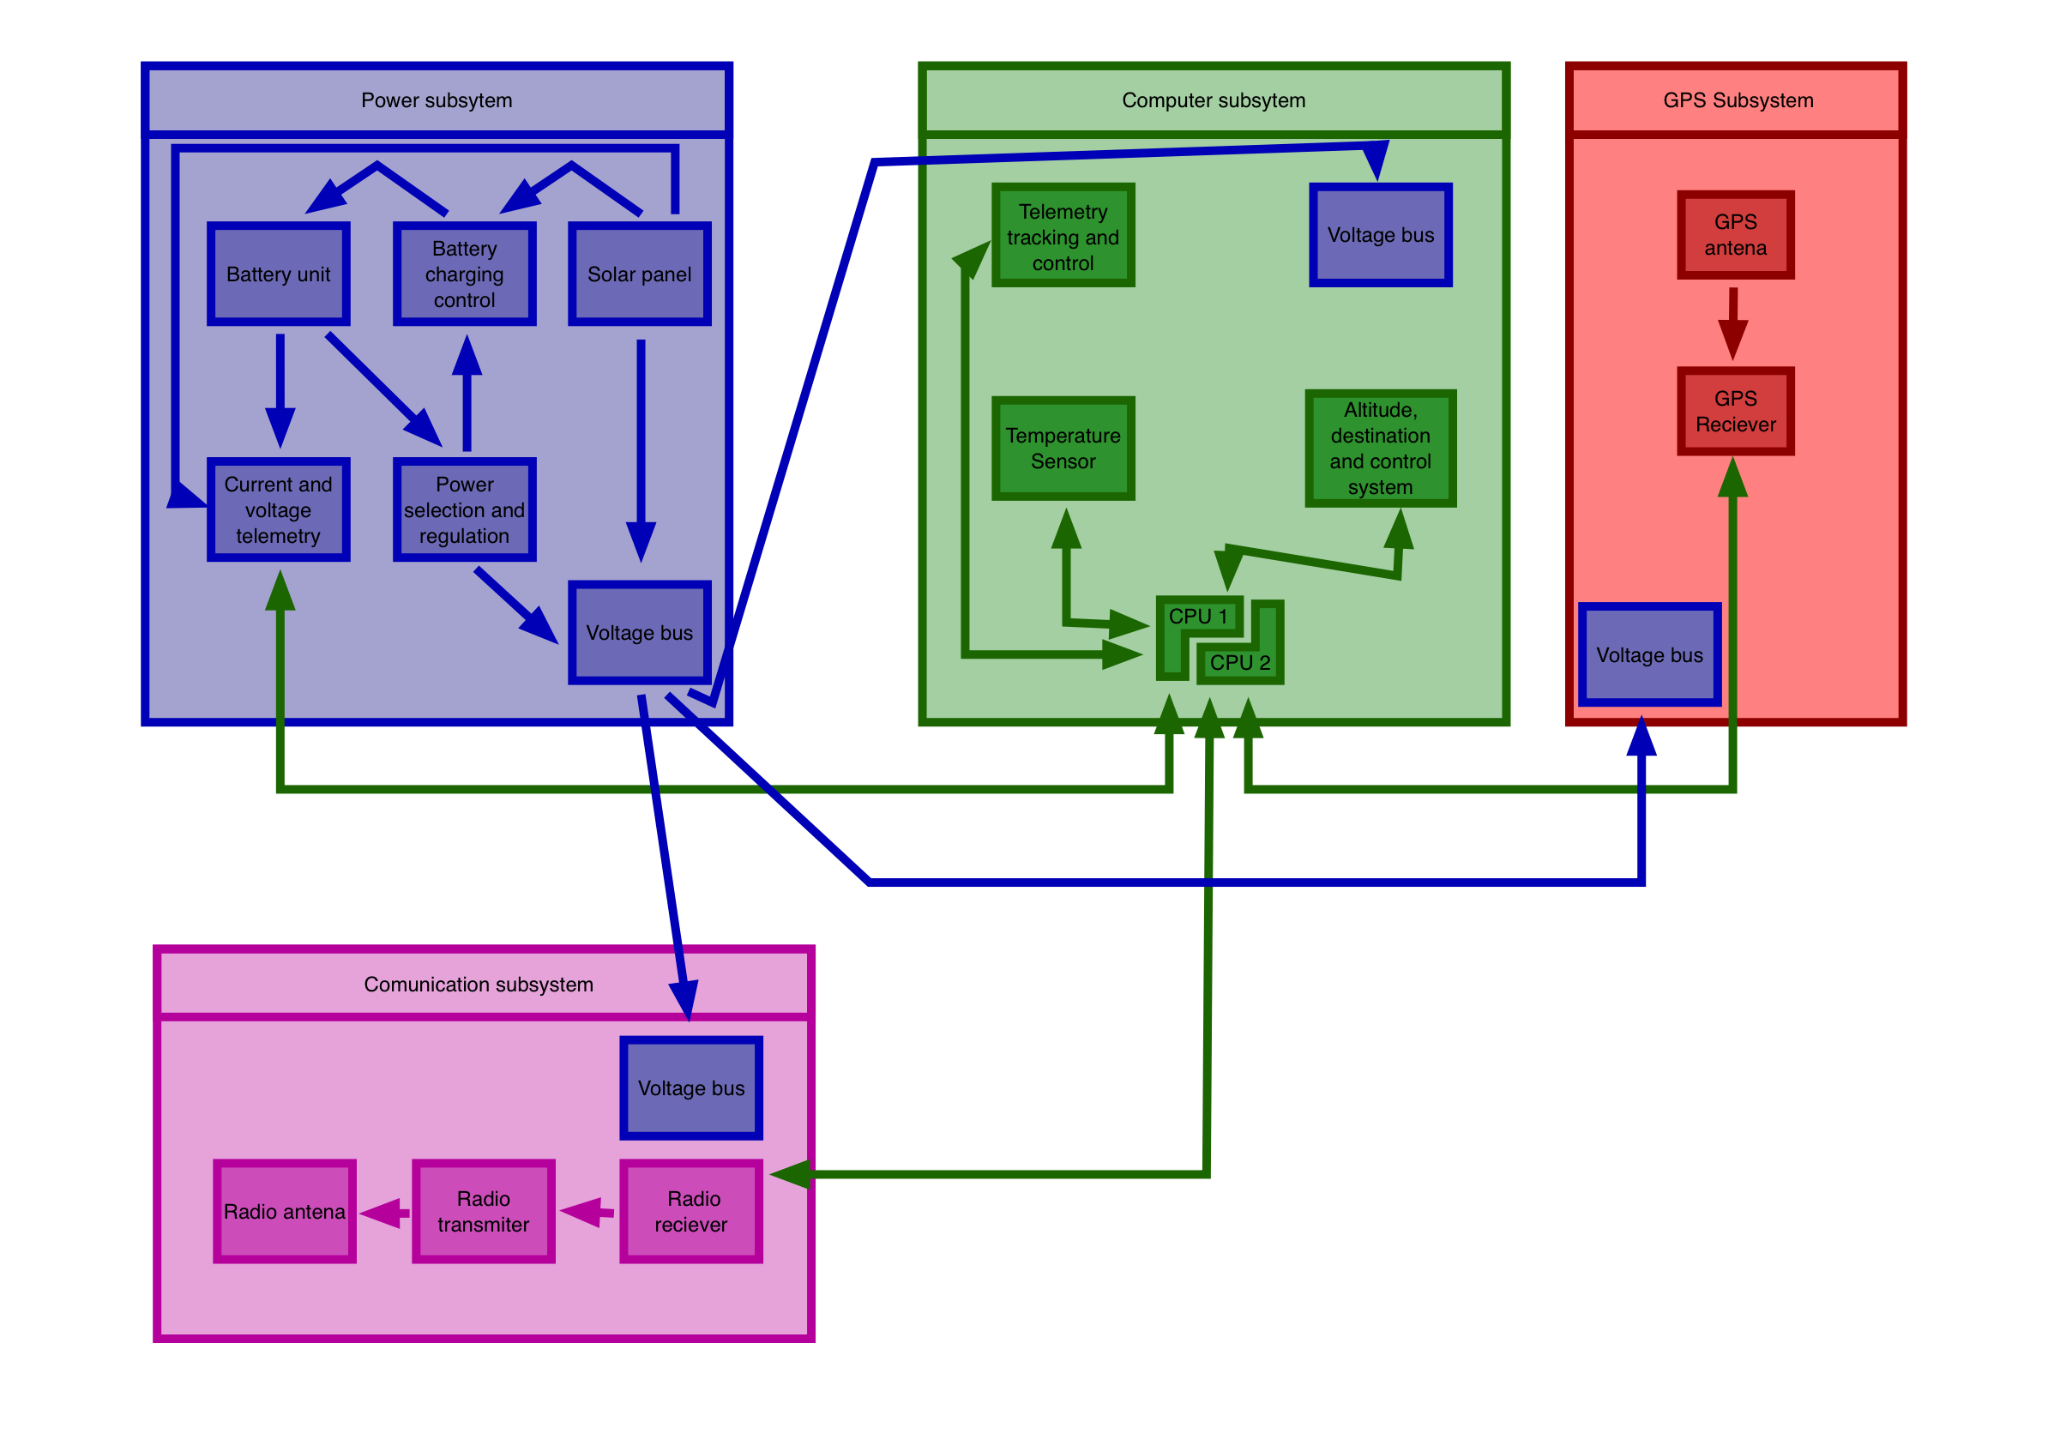 Power subsytem
Battery unit
Battery
charging
control
Solar panel
Current and
voltage
telemetry
Power
selection and
regulation
Voltage bus
Computer subsytem
Telemetry
tracking and
control
Voltage bus
Temperature
Sensor
Altitude,
destination
and control
system
CPU 1
CPU 2
GPS Subsystem
GPS
antena
GPS
Reciever
Voltage bus
Comunication subsystem
Voltage bus
Radio antena
Radio
transmiter
Radio
reciever